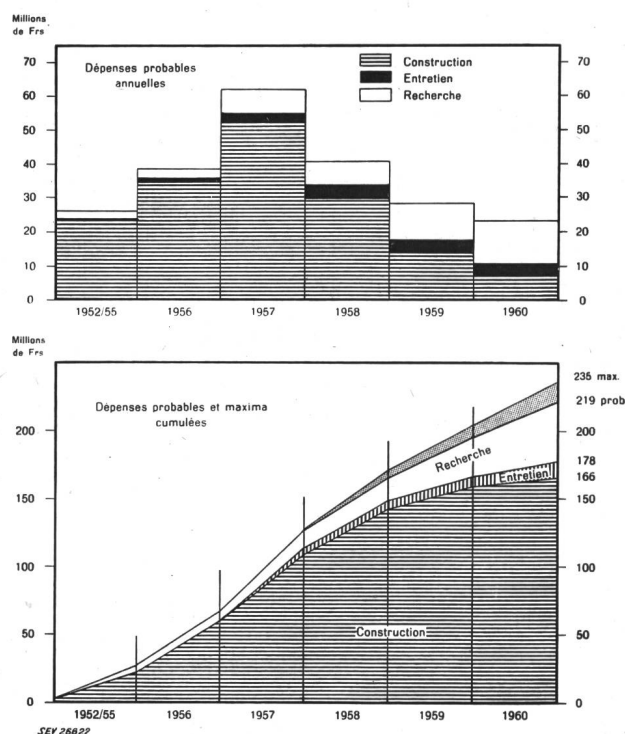 Millions
de Frs
70
60
50
40
30
20
10
0
Dépenses probables
annuelles
Construction
Entretien
Recherche
70
60
50
40
30
20
10
0
1952/55 1956 1957 1958 1959 1960
Millions
de Frs
200
150
100
50
0
Dépenses probables et maxima
cumulées
Recherche
Entretien
Construction
235 max.
219 prob
200
178
166
150
100
50
0
1952/55 1956 1957 1958 1959 1960
SEV 26822